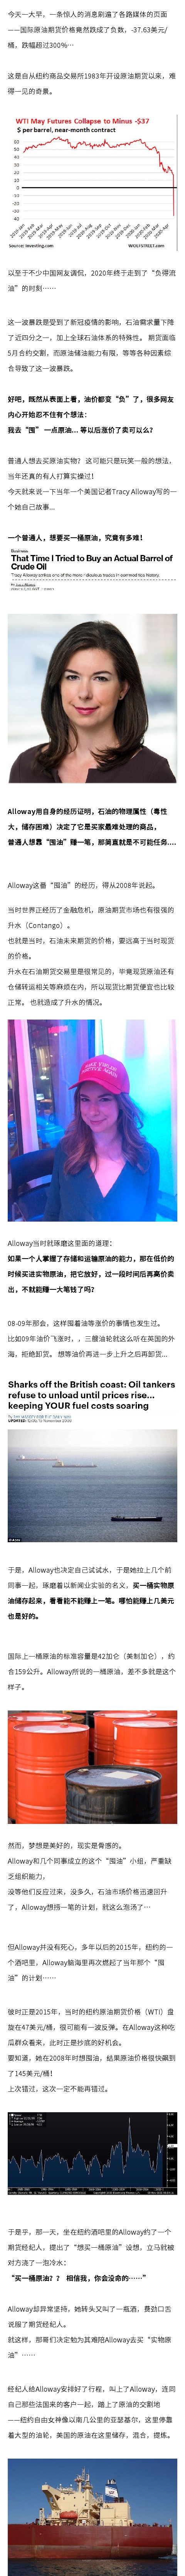 今天一大早，一条惊人的消息刷遍了各路媒体的页面
——国际原油期货价格竟然跌成了负数，-37.63美元/
桶，跌幅超过300%…
这是自从纽约商品交易所1983年开设原油期货以来，难
得一见的奇景。
WTI May Futures Collapse to Minus -$37
$ per barrel, near-month contract
60
50
40
30
20
10
0
-10
-20
-30
-40
Source: Investing.com
WOLFSTREET.com
以至于不少中国网友调侃，2020年终于走到了“负得流
油”的时刻……
这一波暴跌是受到了新冠疫情的影响，石油需求量下降
了近四分之一，加上全球石油体系的特殊性。 期货面临
5月合约交割，而原油储油能力有限，等等各种因素综
合导致了这一波暴跌。
好吧，既然从表面上看，油价都变“负”了，很多网友
内心开始忍不住有个想法：
我去“囤” 一点原油... 等以后涨价了卖可以么？
普通人想去买原油实物？ 这可能只是玩笑一般的想法，
当年还真的有人打算实操过！
今天就来说一下当年一个美国记者Tracy Alloway写的一
个她自己故事...
一个普通人，想要买一桶原油，究竟有多难！
Business
That Time I Tried to Buy an Actual Barrel of
Crude Oil
Alloway用自身的经历证明，石油的物理属性（毒性
大，储存困难）决定了它是买家最难处理的商品，
普通人想靠“囤油”赚一笔，那简直就是不可能任务....
Alloway这番“囤油”的经历，得从2008年说起。
当时世界正经历了金融危机，原油期货市场也有很强的
升水（Contango）。
也就是当时，石油未来期货的价格，要远高于当时现货
的价格。
升水在石油期货交易里是很常见的，毕竟现货原油还有
仓储转运相关等麻烦在内，所以现货比期货便宜也比较
正常。 也就造成了升水的情况。
Alloway当时就琢磨这里面的道理：
如果一个人掌握了存储和运输原油的能力，那在低价的
时候买进实物原油，把它放好，过一段时间后再高价卖
出，不就能赚一大笔钱了吗？
08-09年那会，这样囤着油等涨价的事情也发生过。
比如09年油价飞涨时，，三艘油轮就这么听在英国的外
海，拒绝卸货。 想等油价再进一步上升之后再卸货...
Sharks off the British coast: Oil tankers
refuse to unload until prices rise...
keeping YOUR fuel costs soaring
于是，Alloway也决定自己试试水，于是她拉上几个前
同事一起，琢磨着以新闻业实验的名义，买一桶实物原
油储存起来，看看能不能赚上一笔。哪怕能赚上几美元
也是好的。
国际上一桶原油的标准容量是42加仑（美制加仑），约
合159公升。Alloway所说的一桶原油，差不多就是这个
样子。
然而，梦想是美好的，现实是骨感的。
Alloway和几个同事成立的这个“囤油”小组，严重缺
乏组织能力，
没等他们反应过来，没多久，石油市场价格迅速回升
了，Alloway想捞一笔的计划，就这么泡汤了…
但Alloway并没有死心，多年以后的2015年，纽约的一
个酒吧里，Alloway脑海里再次燃起了当年那个“囤
油”的计划……
彼时正是2015年，当时的纽约原油期货价格（WTI）盘
旋在47美元/桶，很可能有一波反弹。在Alloway这种吃
瓜群众看来，此时正是抄底的好机会。
要知道，她在2008年时想囤油，结果原油价格很快飙到
了145美元/桶！
上次错过，这次一定不能再错过。
于是乎，那一天，坐在纽约酒吧里的Alloway约了一个
期货经纪人，提出了“想买一桶原油”设想，立马就被
对方浇了一泡冷水：
“买一桶原油？？ 相信我，你会没命的……”
Alloway却异常坚持，她转头又叫了一瓶酒，费劲口舌
说服了期货经纪人。
就这样，那哥们决定勉为其难陪Alloway去买“实物原
油”……
经纪人给Alloway安排好了行程，叫上了Alloway，连同
自己那些法国来的客户一起，踏上了原油的交割地
——纽约自由女神像以南几公里的亚瑟基尔，这里停靠
着大型的油轮，美国的原油在这里储存，混合，提炼。